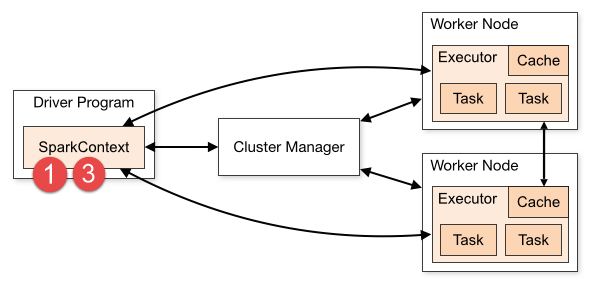 Driver Program
SparkContext
1 3
Cluster Manager
Worker Node
Executor
Cache
Task Task
Worker Node
Executor
Cache
Task Task